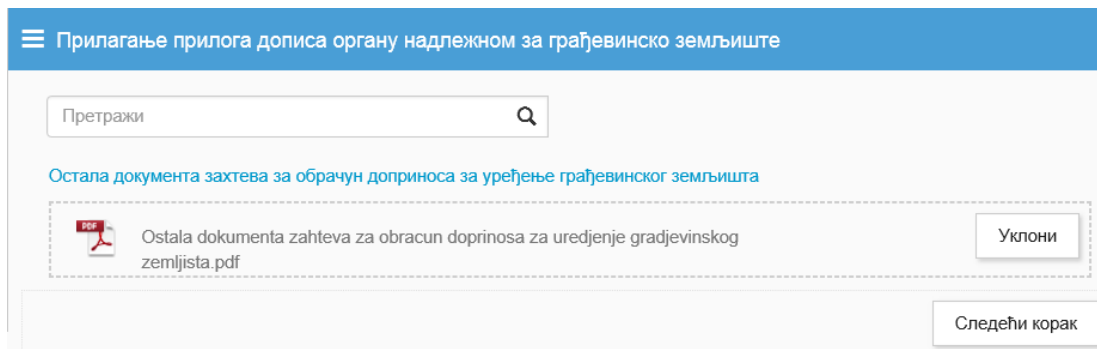 Прилагање прилога дописа органу надлежном за грађевинско земљиште
Претражи
Остала документа захтева за обрачун доприноса за уређење грађевинског земљишта
PDF
Ostala dokumenta zahteva za obracun doprinosa za uredjenje gradjevinskog
zemljista.pdf
Уклони
Следећи корак